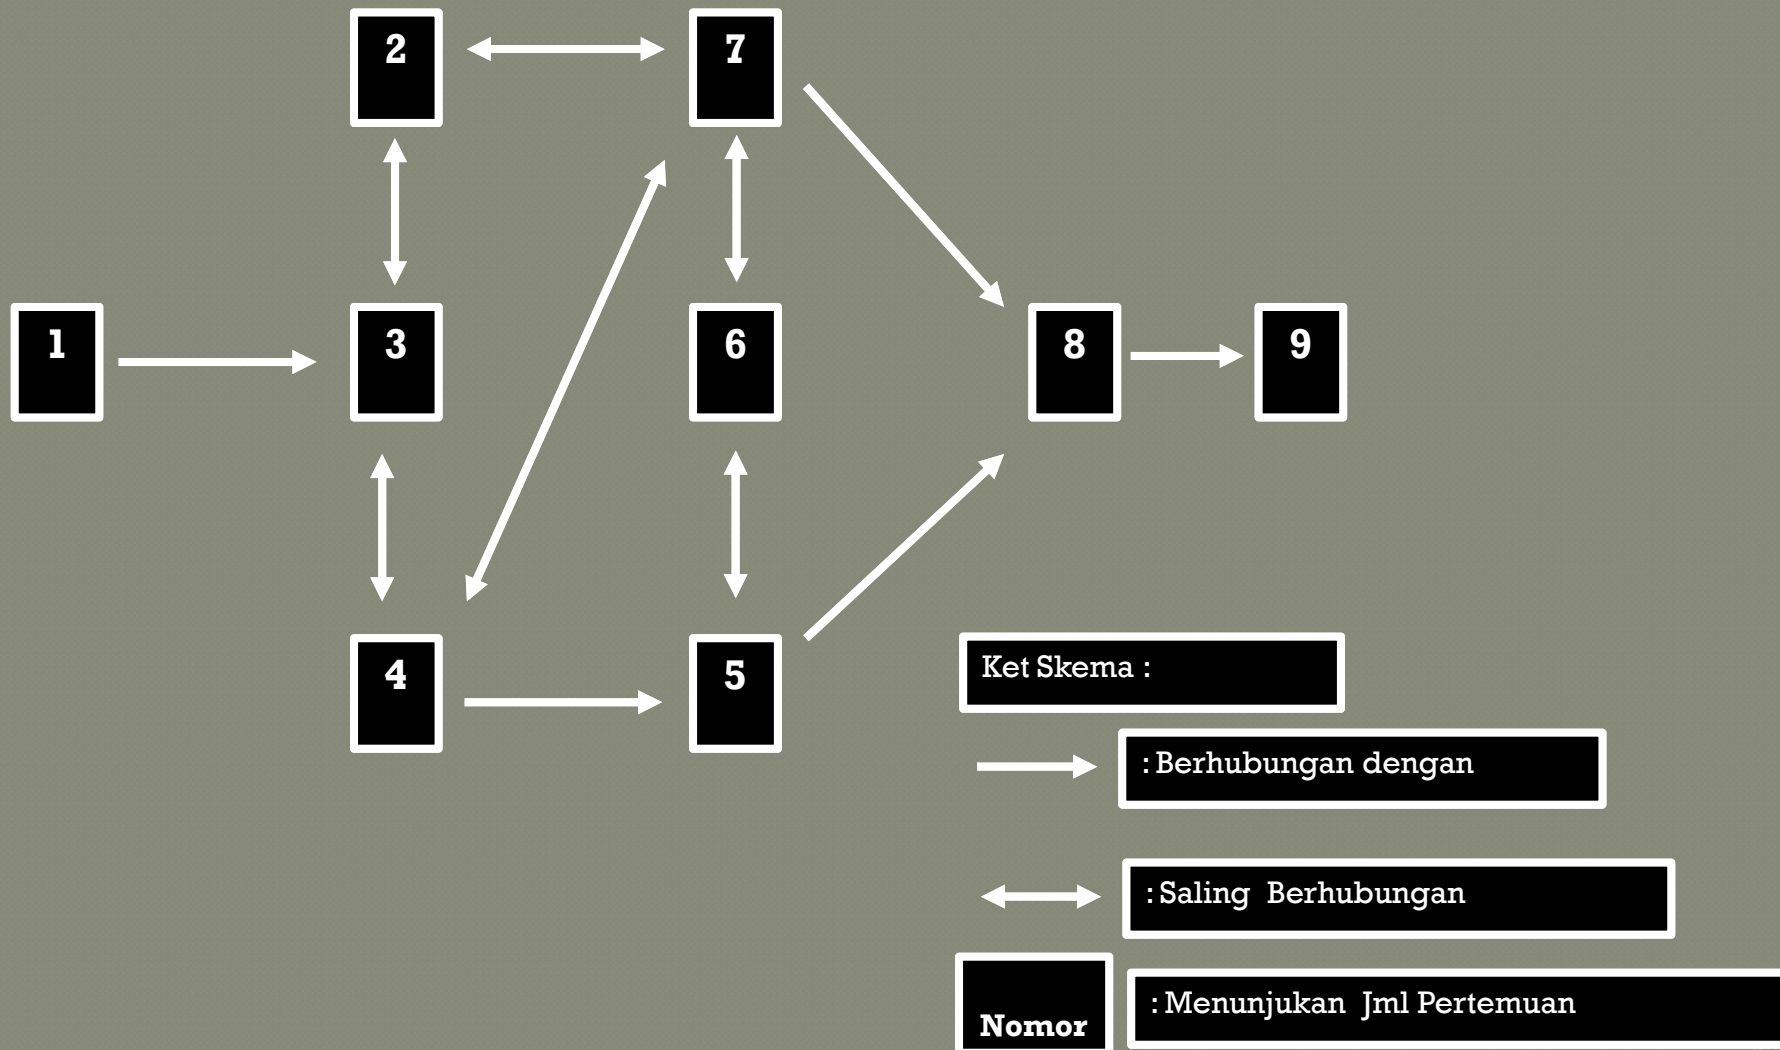 2
7
1
3
6
8
9
4
5
Ket Skema :
: Berhubungan dengan
: Saling Berhubungan
Nomor
: Menunjukan Jml Pertemuan